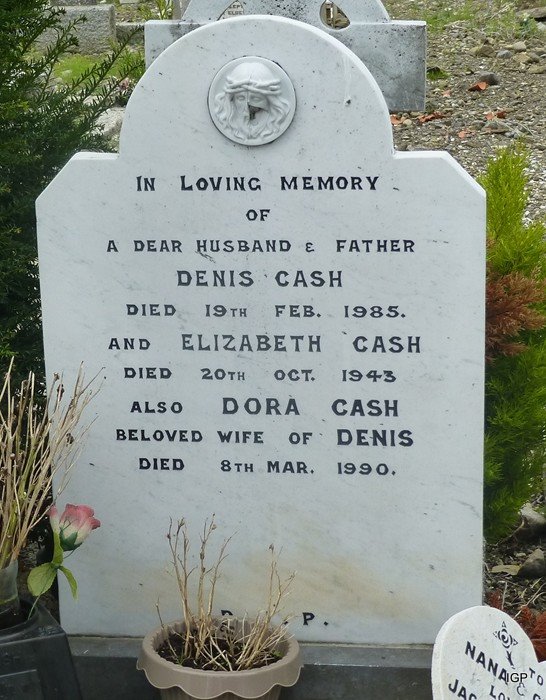 IN LOVING MEMORY
OF
A DEAR HUSBAND & FATHER
DENIS CASH
DIED 19TH FEB. 1985.
AND ELIZABETH CASH
DIED 20TH OCT. 1943
ALSO DORA CASH
BELOVED WIFE OF DENIS
DIED 8TH MAR. 1990.
P.
NANA
IGP